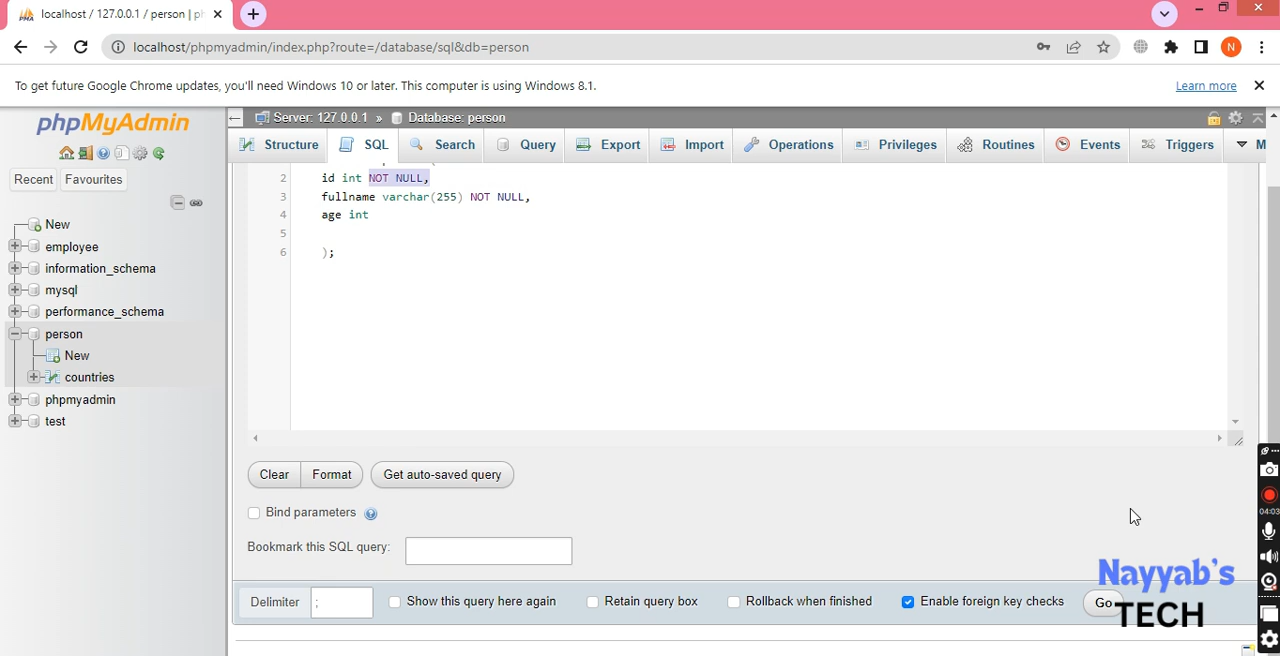 localhost / 127.0.0.1 / person | ph
localhost/phpmyadmin/index.php?route=/database/sql&db=person
N
To get future Google Chrome updates, you'll need Windows 10 or later. This computer is using Windows 8.1.
Learn more
phpMyAdmin
Recent
Favourites
New
employee
information_schema
mysql
performance_schema
person
New
countries
phpmyadmin
test
Server: 127.0.0.1 » Database: person
Structure
SQL
Search
Query
Export
Import
Operations
Privileges
Routines
Events
Triggers
M
2 id int NOT NULL,
3 fullname varchar(255) NOT NULL,
4 age int
5
6 );
Clear
Format
Get auto-saved query
Bind parameters
Bookmark this SQL query:
Delimiter ;
Show this query here again
Retain query box
Rollback when finished
Enable foreign key checks
Go
04:03
Nayyab's
TECH